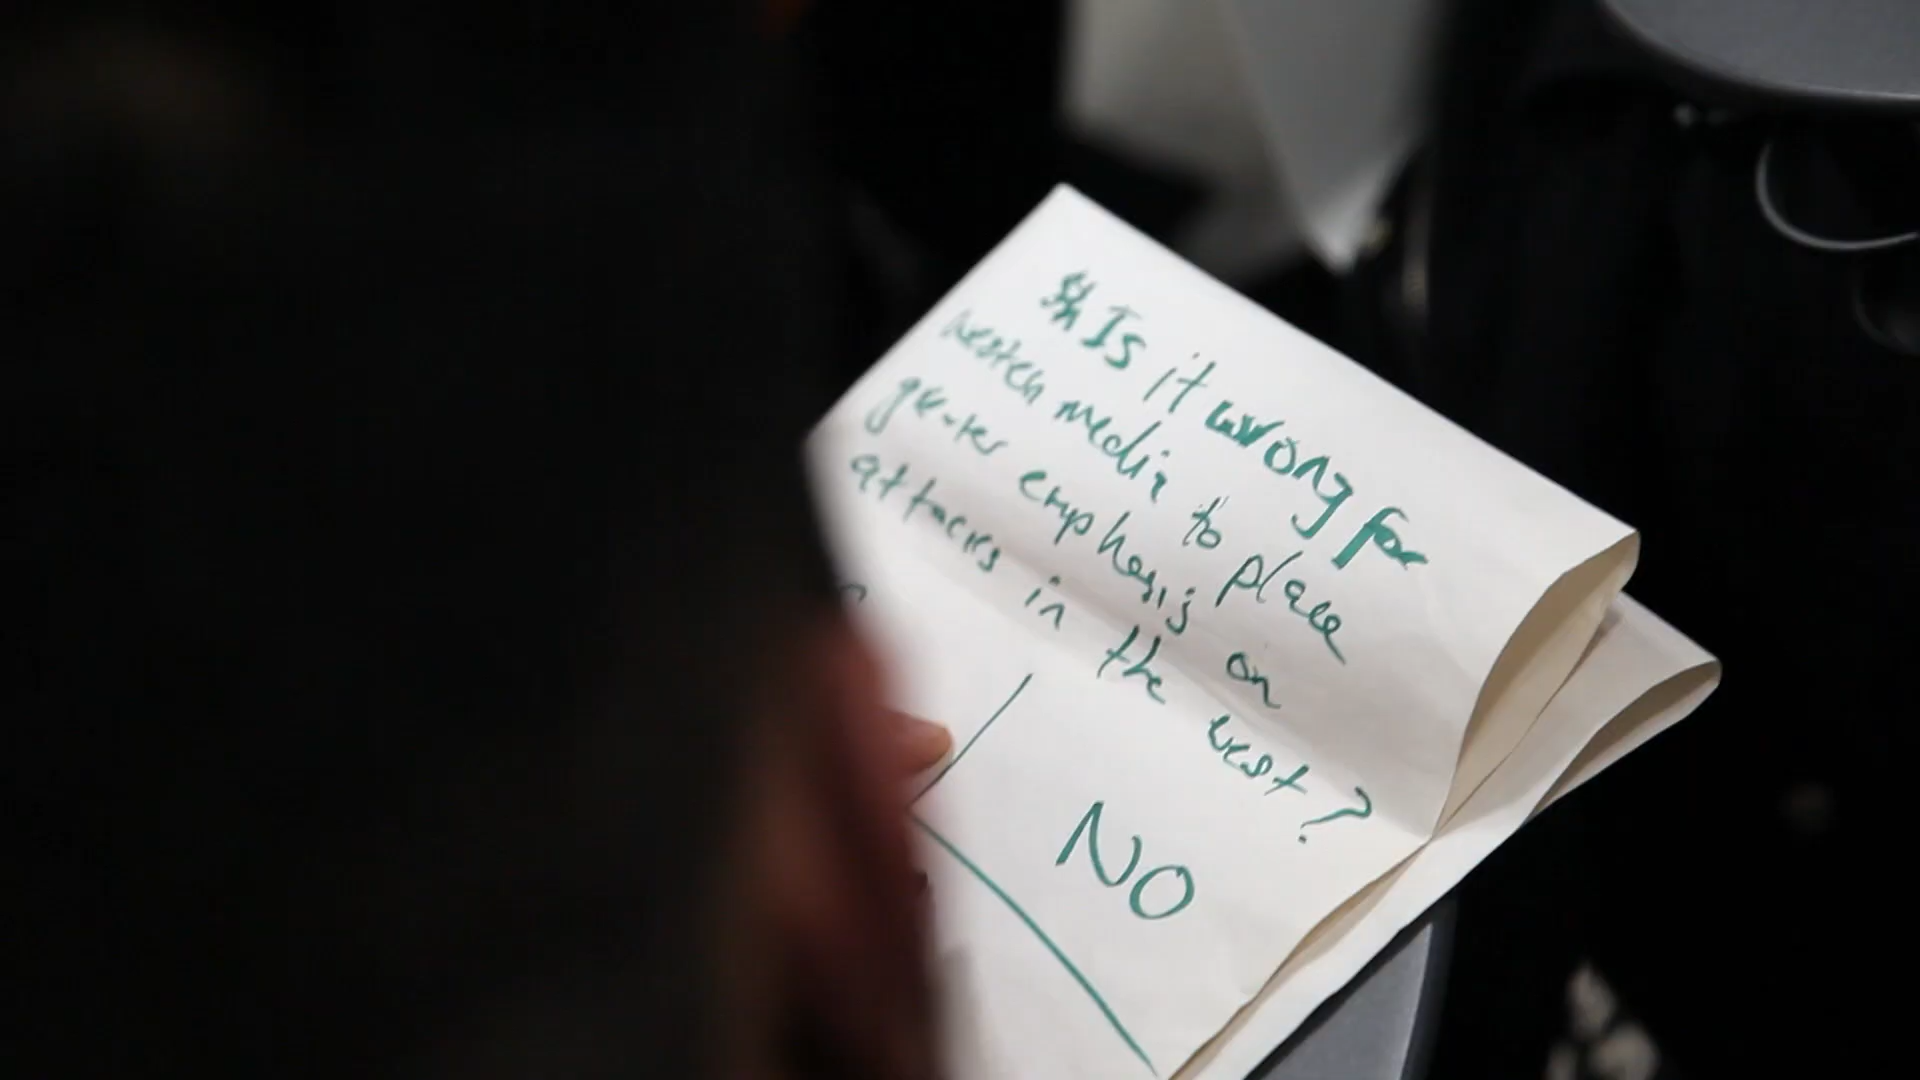 Is it wrong for
western media to place
greater emphasis on
attacks in the west?
NO